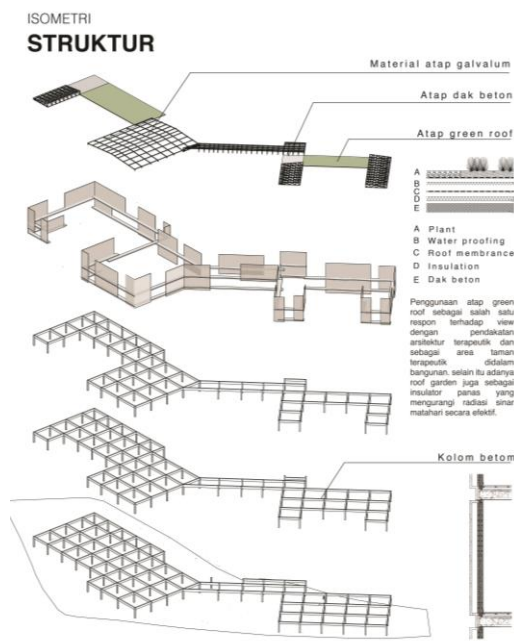 ISOMETRI
STRUKTUR
Material atap galvalum
Atap dak beton
Atap green roof
A
B
C
D
E
A Plant
B Water proofing
C Roof membrance
D Insulation
E Dak beton
Penggunaan atap green
roof sebagai salah satu
respon terhadap view
dengan pendakatan
arsitektur terapeutik dan
sebagai area taman
terapeutik didalam
bangunan. selain itu adanya
roof garden juga sebagai
insulator panas yang
mengurangi radiasi sinar
matahari secara efektif.
Kolom betom